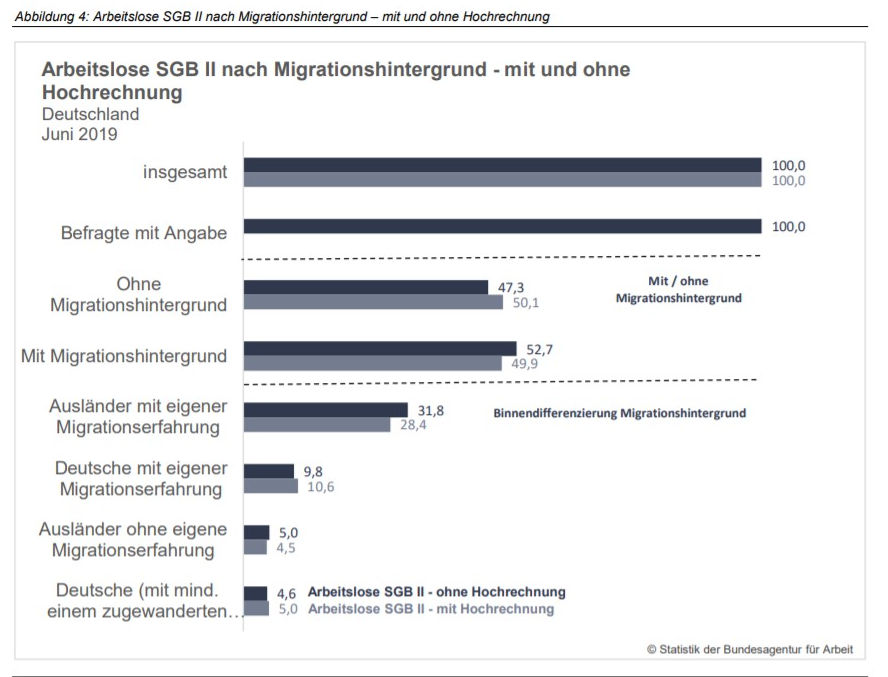 Abbildung 4: Arbeitslose SGB II nach Migrationshintergrund – mit und ohne Hochrechnung
Arbeitslose SGB II nach Migrationshintergrund - mit und ohne
Hochrechnung
Deutschland
Juni 2019
insgesamt
100,0
100,0
Befragte mit Angabe
100,0
Ohne
Migrationshintergrund
47,3
50,1
Mit / ohne
Migrationshintergrund
Mit Migrationshintergrund
52,7
49,9
Ausländer mit eigener
Migrationserfahrung
31,8
28,4
Binnendifferenzierung Migrationshintergrund
Deutsche mit eigener
Migrationserfahrung
9,8
10,6
Ausländer ohne eigene
Migrationserfahrung
5,0
4,5
Deutsche (mit mind.
einem zugewanderten…
4,6
5,0
Arbeitslose SGB II - ohne Hochrechnung
Arbeitslose SGB II - mit Hochrechnung
© Statistik der Bundesagentur für Arbeit